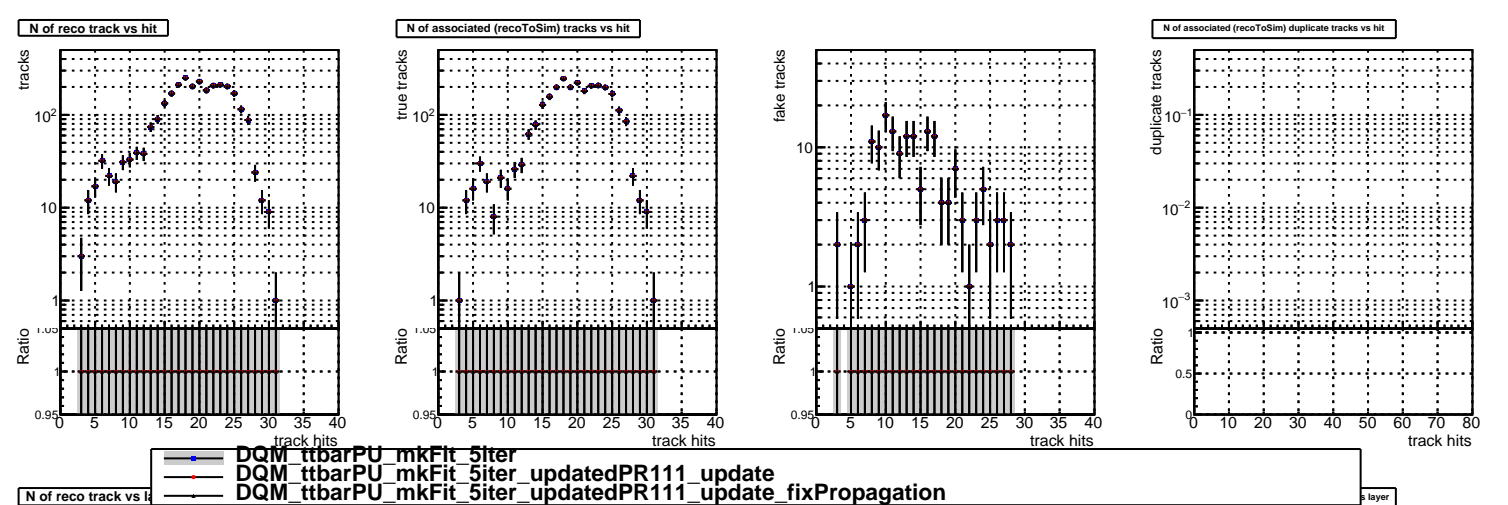 N of reco track vs hit
N of associated (recoToSim) tracks vs hit
N of associated (recoToSim) duplicate tracks vs hit
tracks
10²
10
1
true tracks
10²
10
1
fake tracks
10
1
duplicate tracks
10⁻¹
10⁻²
10⁻³
Ratio
1.05
1
0.95
0 5 10 15 20 25 30 35 40
track hits
Ratio
1.05
1
0.95
0 5 10 15 20 25 30 35 40
track hits
Ratio
1.05
1
0.95
0 5 10 15 20 25 30 35 40
track hits
Ratio
1
0.5
0
0 10 20 30 40 50 60 70 80
track hits
DQM_ttbarPU_mkFit_5iter
DQM_ttbarPU_mkFit_5iter_updatedPR111_update
DQM_ttbarPU_mkFit_5iter_updatedPR111_update_fixPropagation
N of reco track vs la
s layer